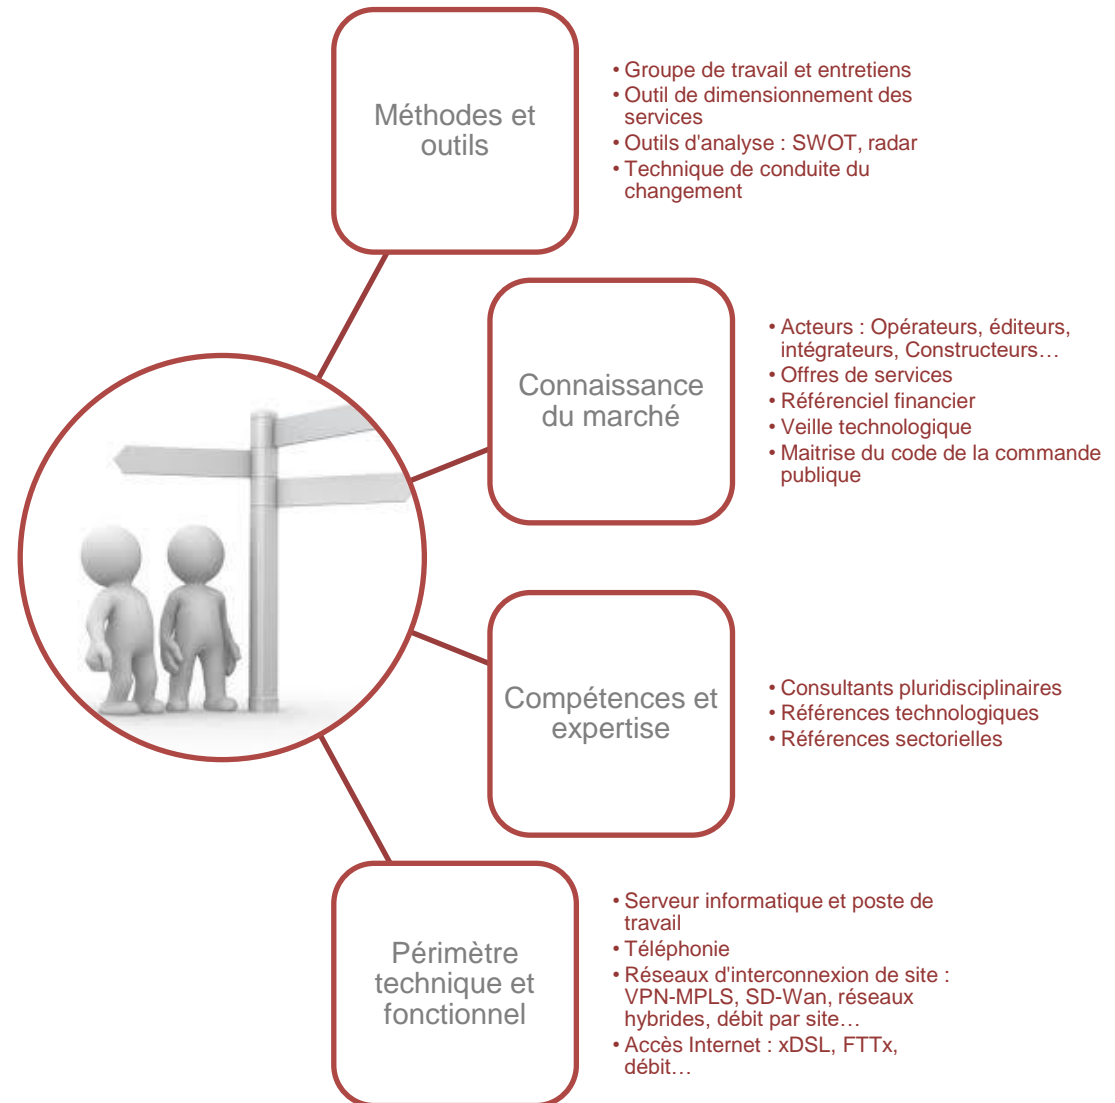 Méthodes et
outils
• Groupe de travail et entretiens
• Outil de dimensionnement des
services
• Outils d'analyse : SWOT, radar
• Technique de conduite du
changement
Connaissance
du marché
• Acteurs : Opérateurs, éditeurs,
intégrateurs, Constructeurs…
• Offres de services
• Référenciel financier
• Veille technologique
• Maitrise du code de la commande
publique
Compétences et
expertise
• Consultants pluridisciplinaires
• Références technologiques
• Références sectorielles
Périmètre
technique et
fonctionnel
• Serveur informatique et poste de
travail
• Téléphonie
• Réseaux d'interconnexion de site :
VPN-MPLS, SD-Wan, réseaux
hybrides, débit par site…
• Accès Internet : xDSL, FTTx,
débit…